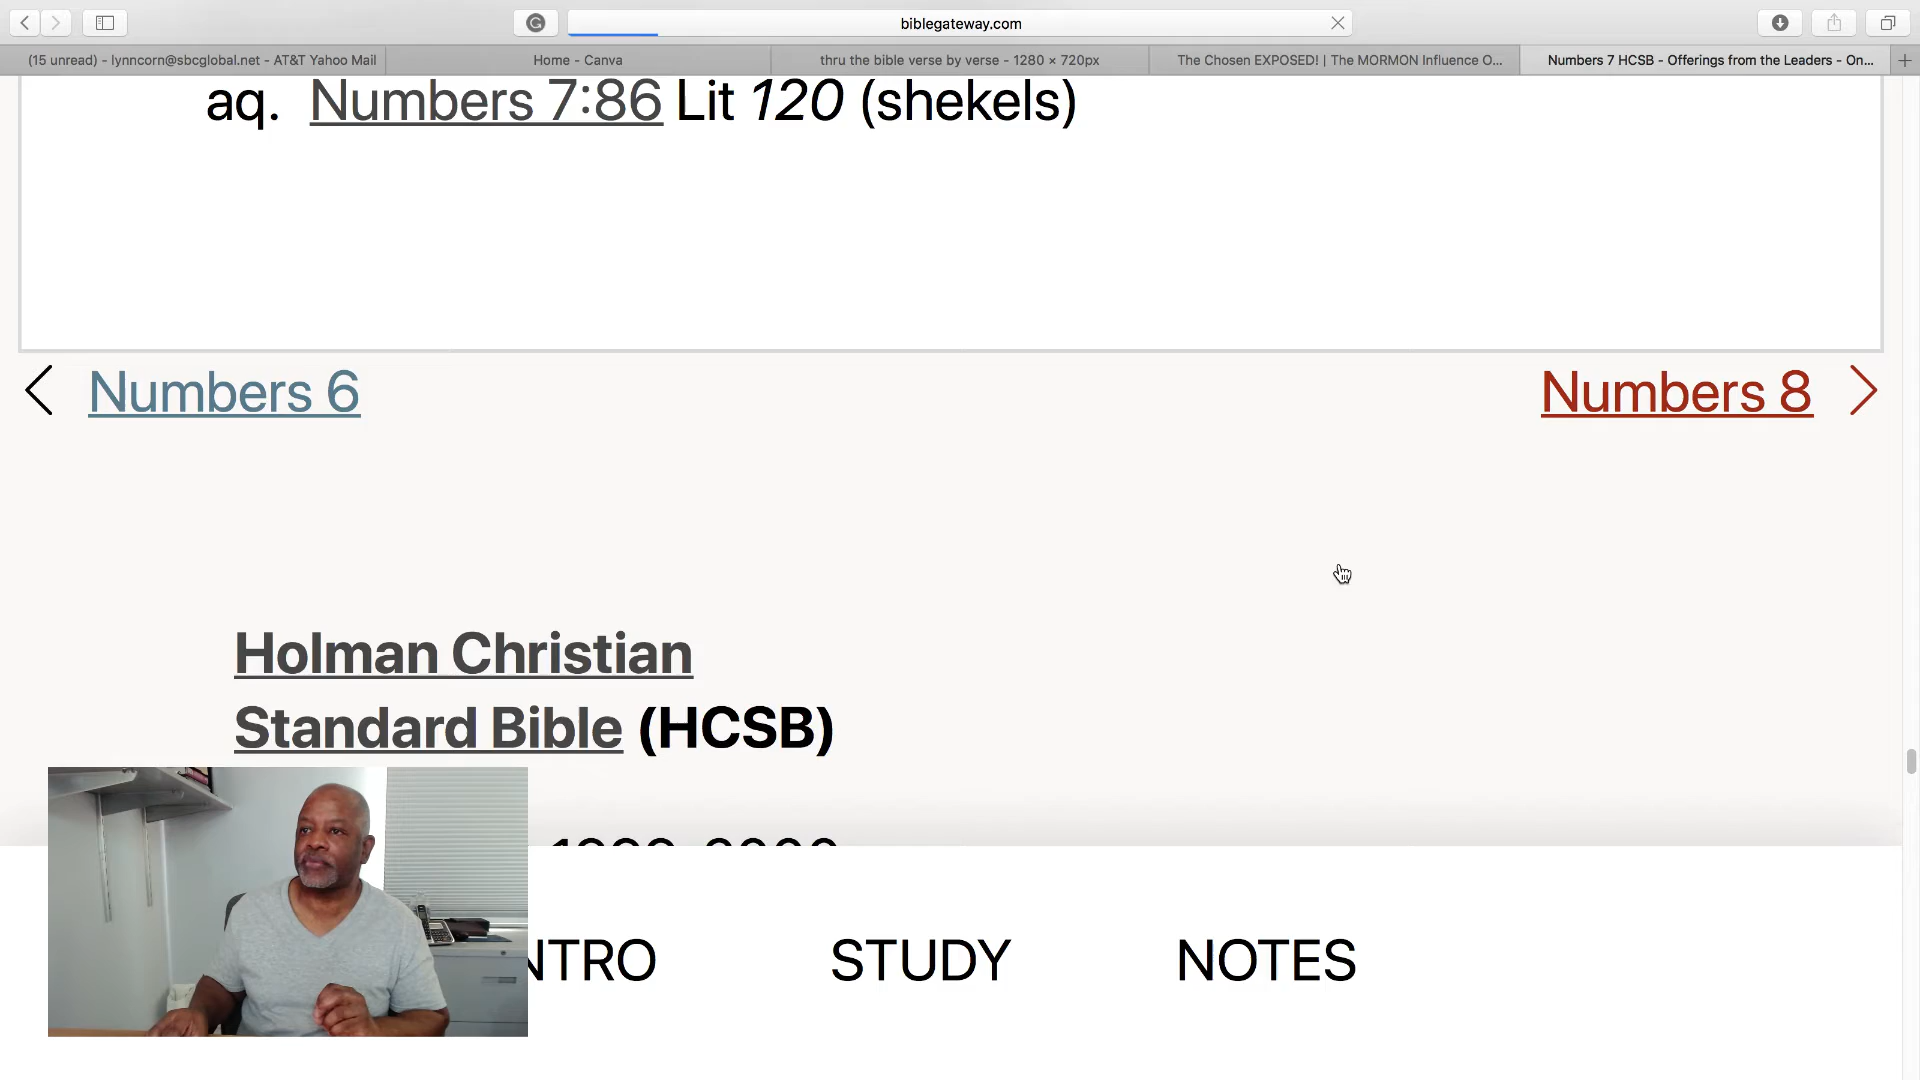 biblegateway.com
(15 unread) - lynncorn@sbcglobal.net - AT&T Yahoo Mail
Home - Canva
thru the bible verse by verse - 1280 × 720px
The Chosen EXPOSED! | The MORMON Influence O...
Numbers 7 HCSB - Offerings from the Leaders - On...
aq. Numbers 7:86 Lit 120 (shekels)
Numbers 6
Numbers 8
Holman Christian
Standard Bible (HCSB)
NTRO
STUDY
NOTES